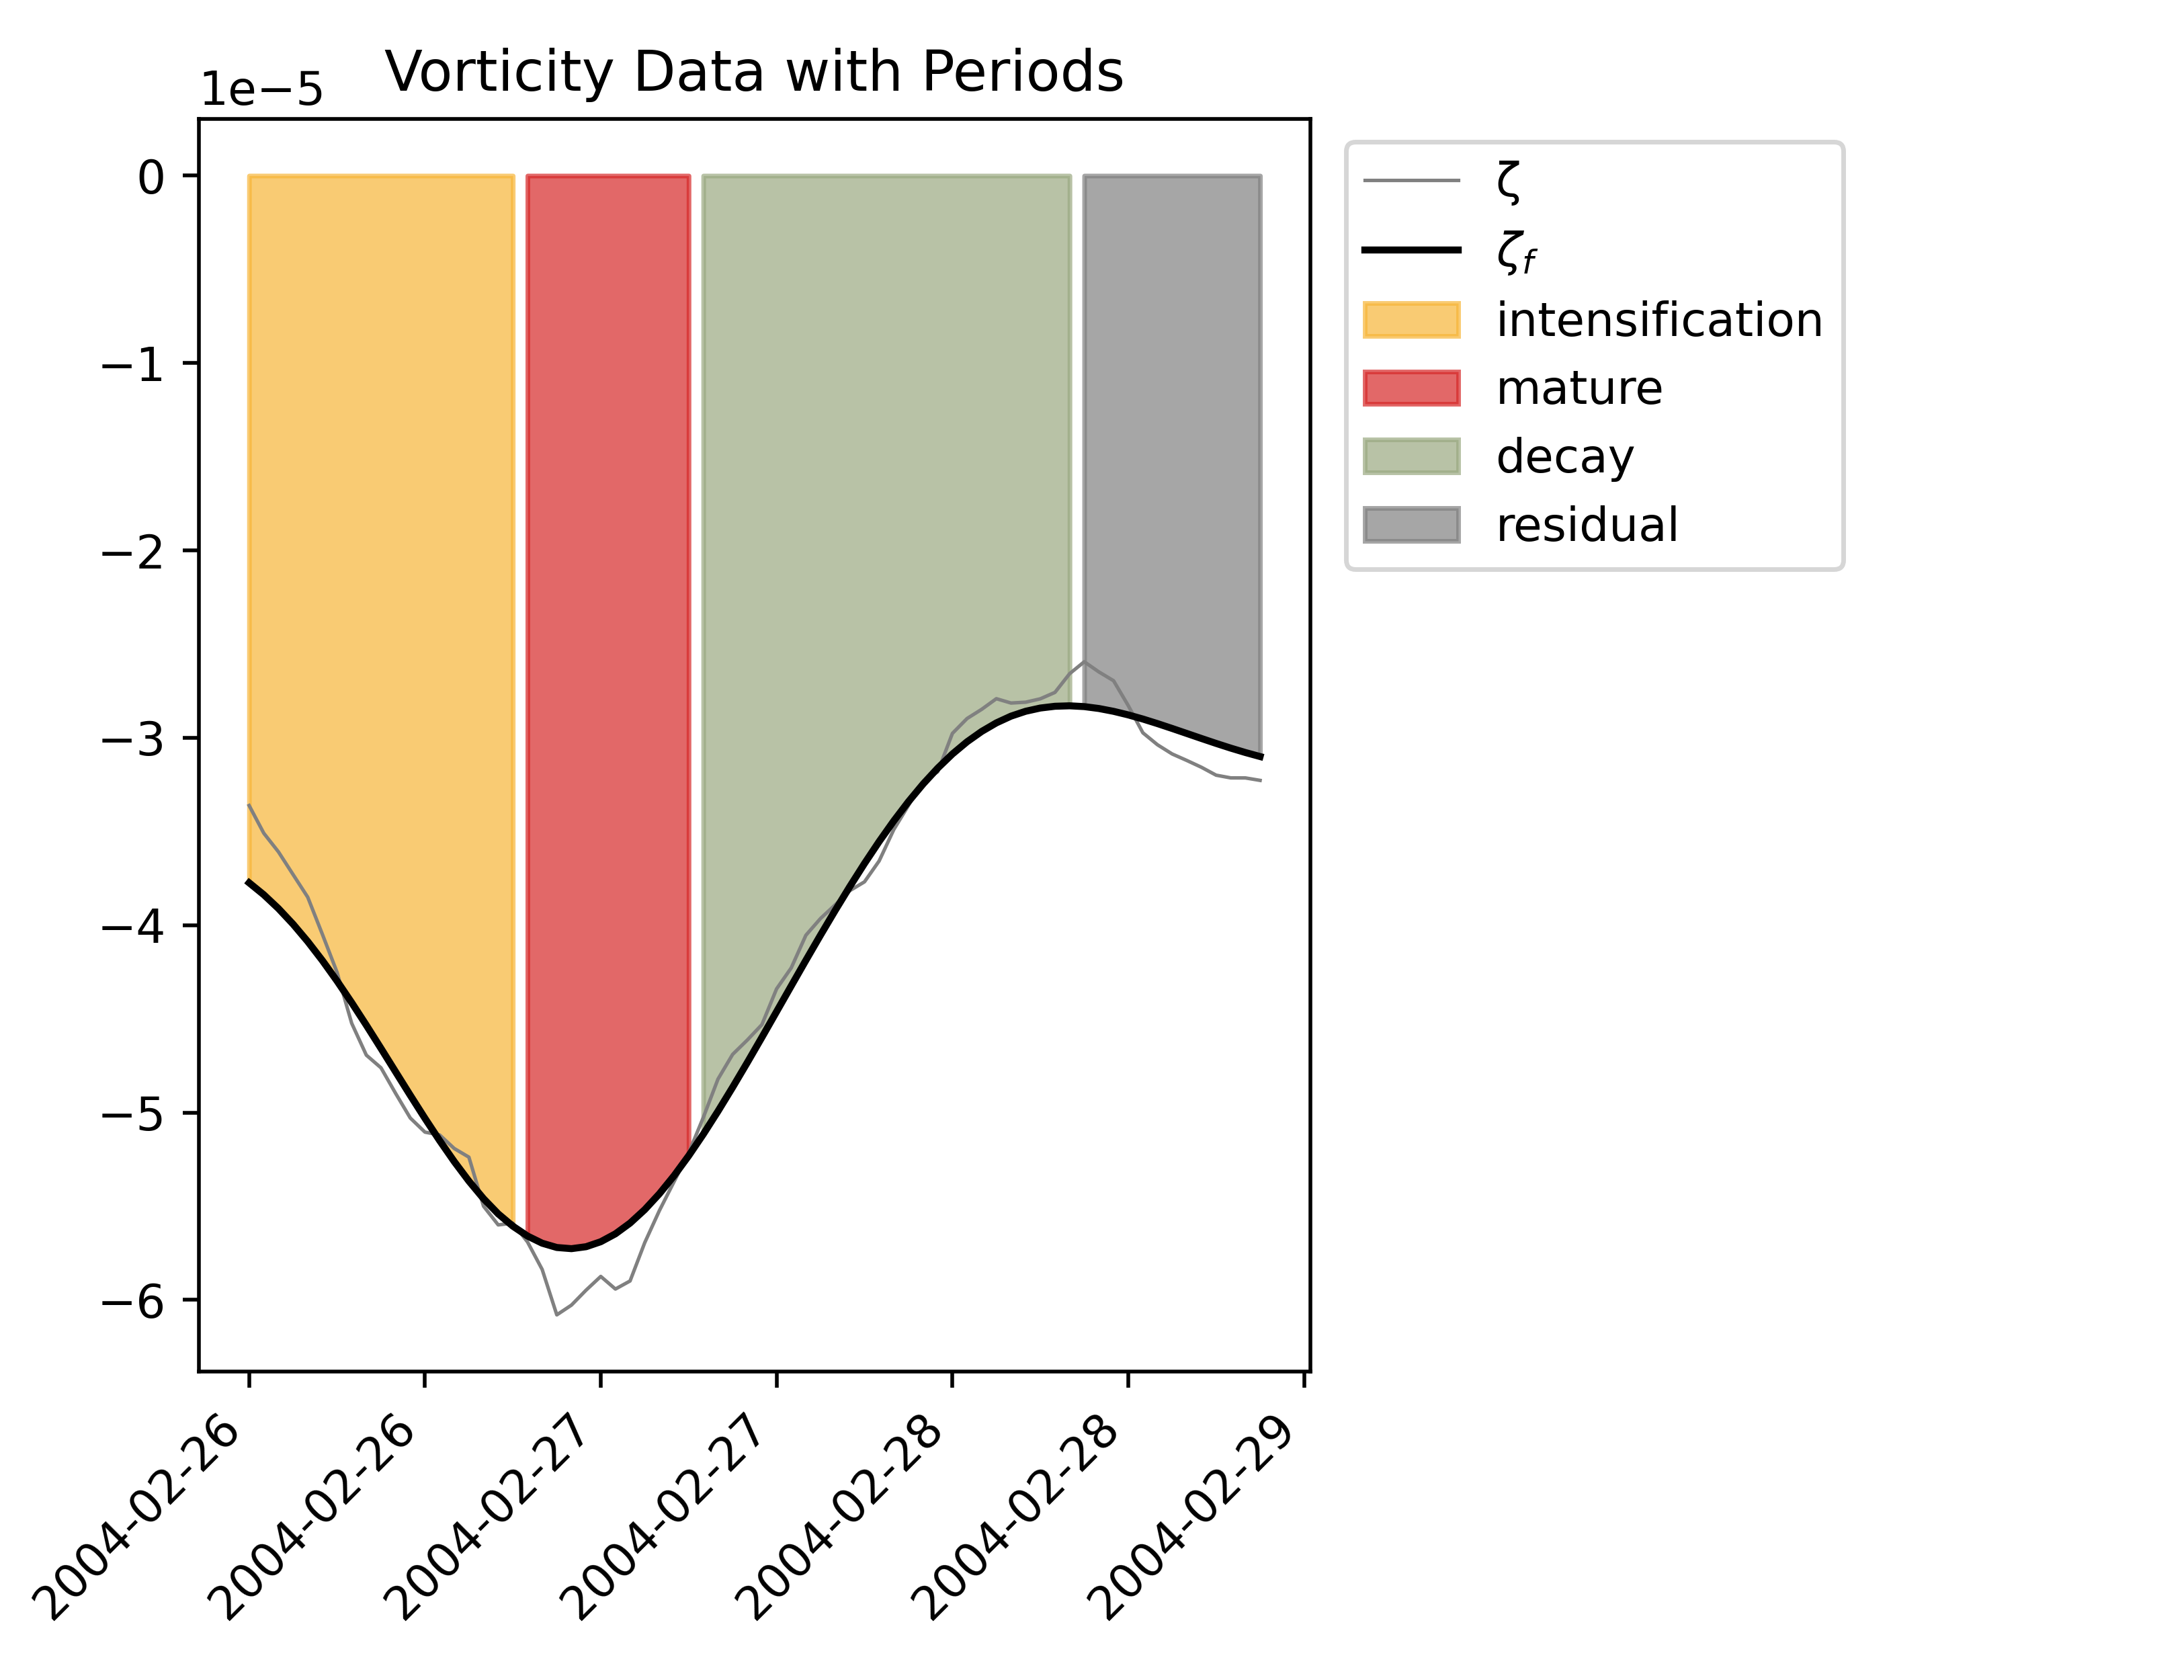 Vorticity Data with Periods
1e−5
0
−1
−2
−3
−4
−5
−6
2004-02-26
2004-02-26
2004-02-27
2004-02-27
2004-02-28
2004-02-28
2004-02-29
ζ
ζf
intensification
mature
decay
residual